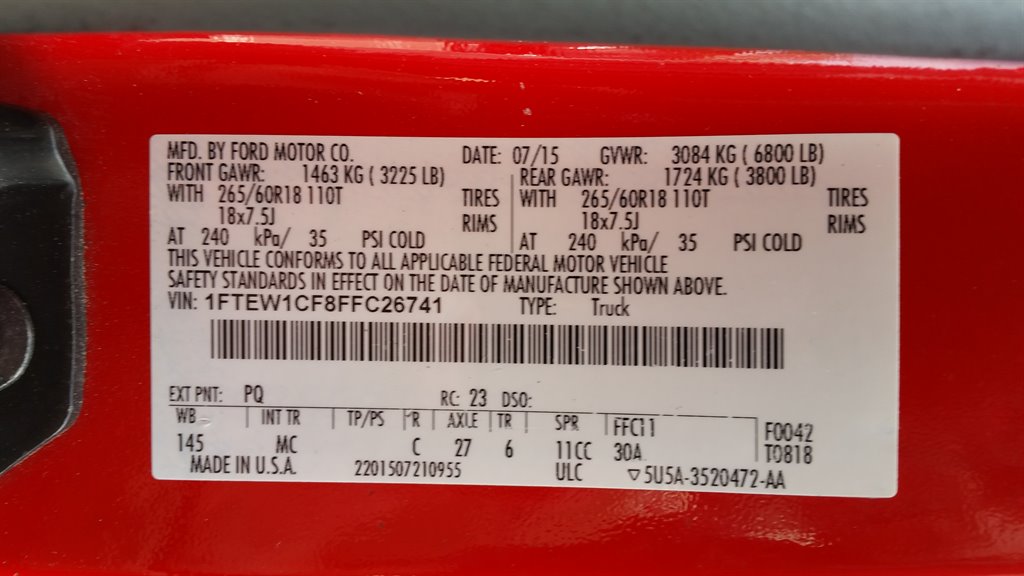 MFD. BY FORD MOTOR CO. DATE: 07/15 GVWR: 3084 KG ( 6800 LB)
FRONT GAWR: 1463 KG ( 3225 LB) REAR GAWR: 1724 KG ( 3800 LB)
WITH 265/60R18 110T TIRES WITH 265/60R18 110T TIRES
18x7.5J RIMS 18x7.5J RIMS
AT 240 kPa/ 35 PSI COLD AT 240 kPa/ 35 PSI COLD
THIS VEHICLE CONFORMS TO ALL APPLICABLE FEDERAL MOTOR VEHICLE
SAFETY STANDARDS IN EFFECT ON THE DATE OF MANUFACTURE SHOWN ABOVE.
VIN: 1FTEW1CF8FFC26741 TYPE: Truck
EXT PNT: PQ RC: 23 DSO:
WB INT TR TP/PS R AXLE TR SPR FFC11 F0042
145 MC C 27 6 11CC 30A T0818
MADE IN U.S.A. 2201507210955 ULC ▽5U5A-3520472-AA